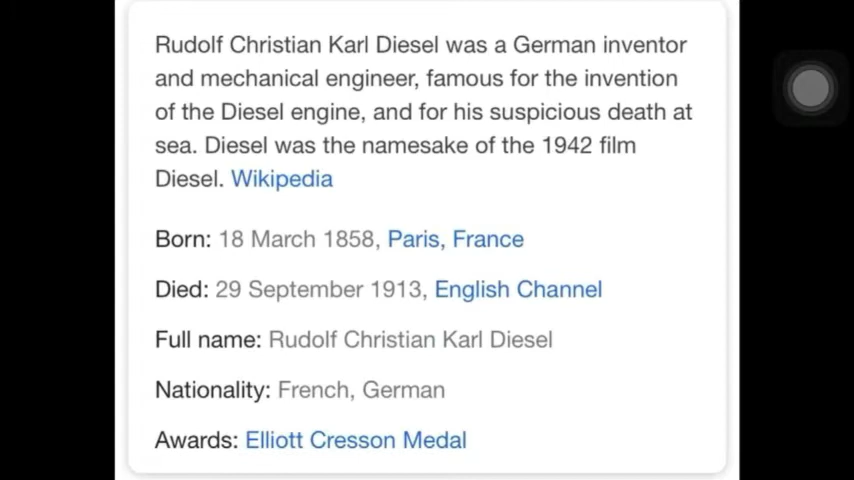 Rudolf Christian Karl Diesel was a German inventor
and mechanical engineer, famous for the invention
of the Diesel engine, and for his suspicious death at
sea. Diesel was the namesake of the 1942 film
Diesel. Wikipedia
Born: 18 March 1858, Paris, France
Died: 29 September 1913, English Channel
Full name: Rudolf Christian Karl Diesel
Nationality: French, German
Awards: Elliott Cresson Medal